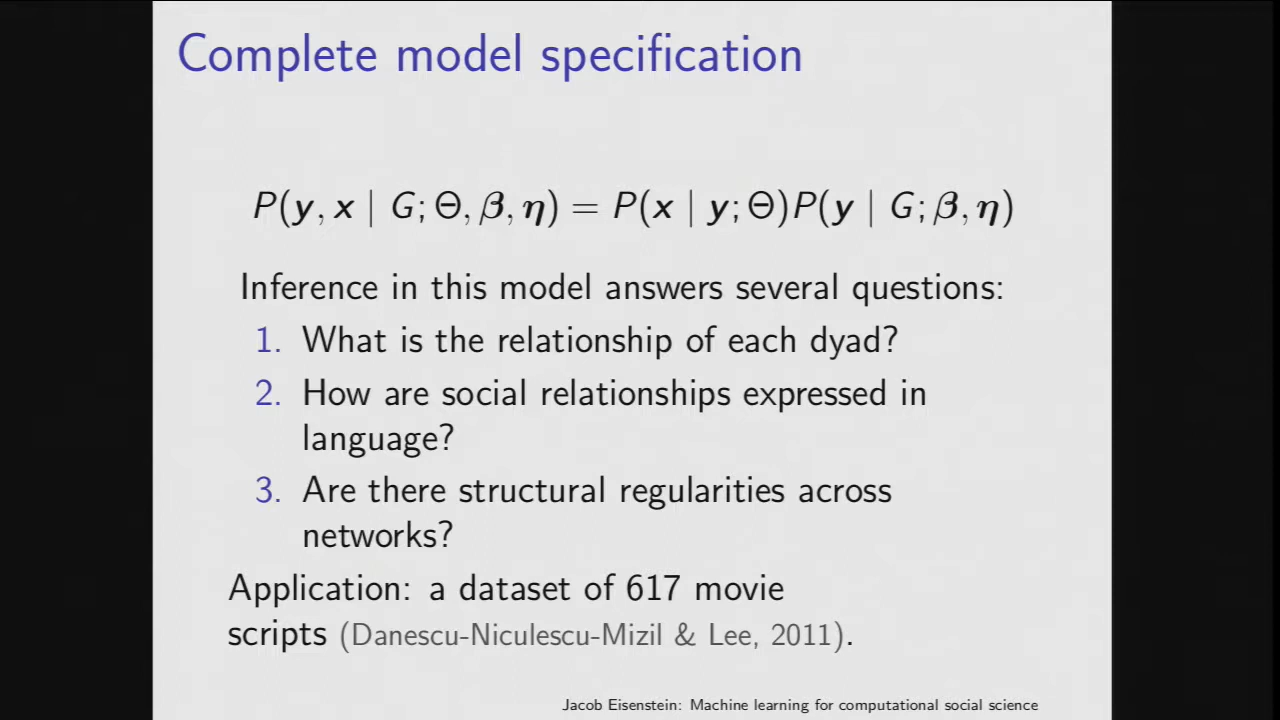 Complete model specification
P(y, x | G; Θ, β, η) = P(x | y; Θ)P(y | G; β, η)
Inference in this model answers several questions:
1. What is the relationship of each dyad?
2. How are social relationships expressed in
language?
3. Are there structural regularities across
networks?
Application: a dataset of 617 movie
scripts (Danescu-Niculescu-Mizil & Lee, 2011).
Jacob Eisenstein: Machine learning for computational social science